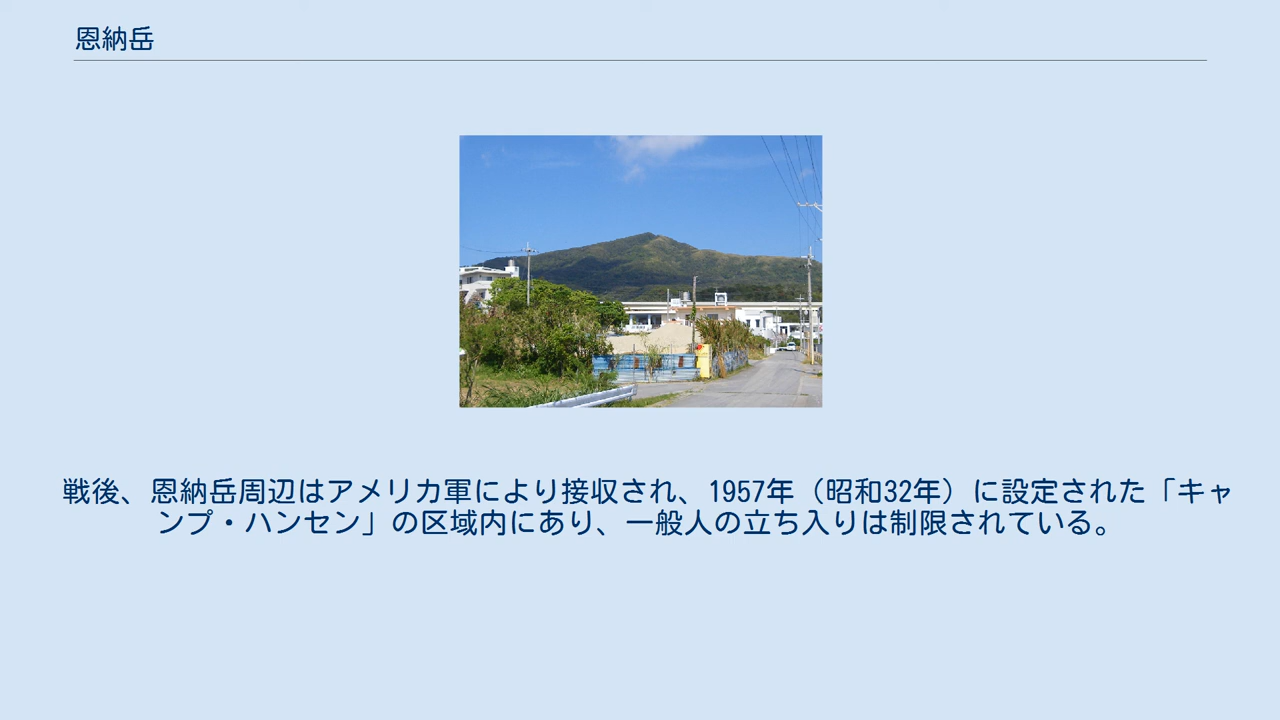 恩納岳
戦後、恩納岳周辺はアメリカ軍により接収され、1957年（昭和32年）に設定された「キャ
ンプ・ハンセン」の区域内にあり、一般人の立ち入りは制限されている。